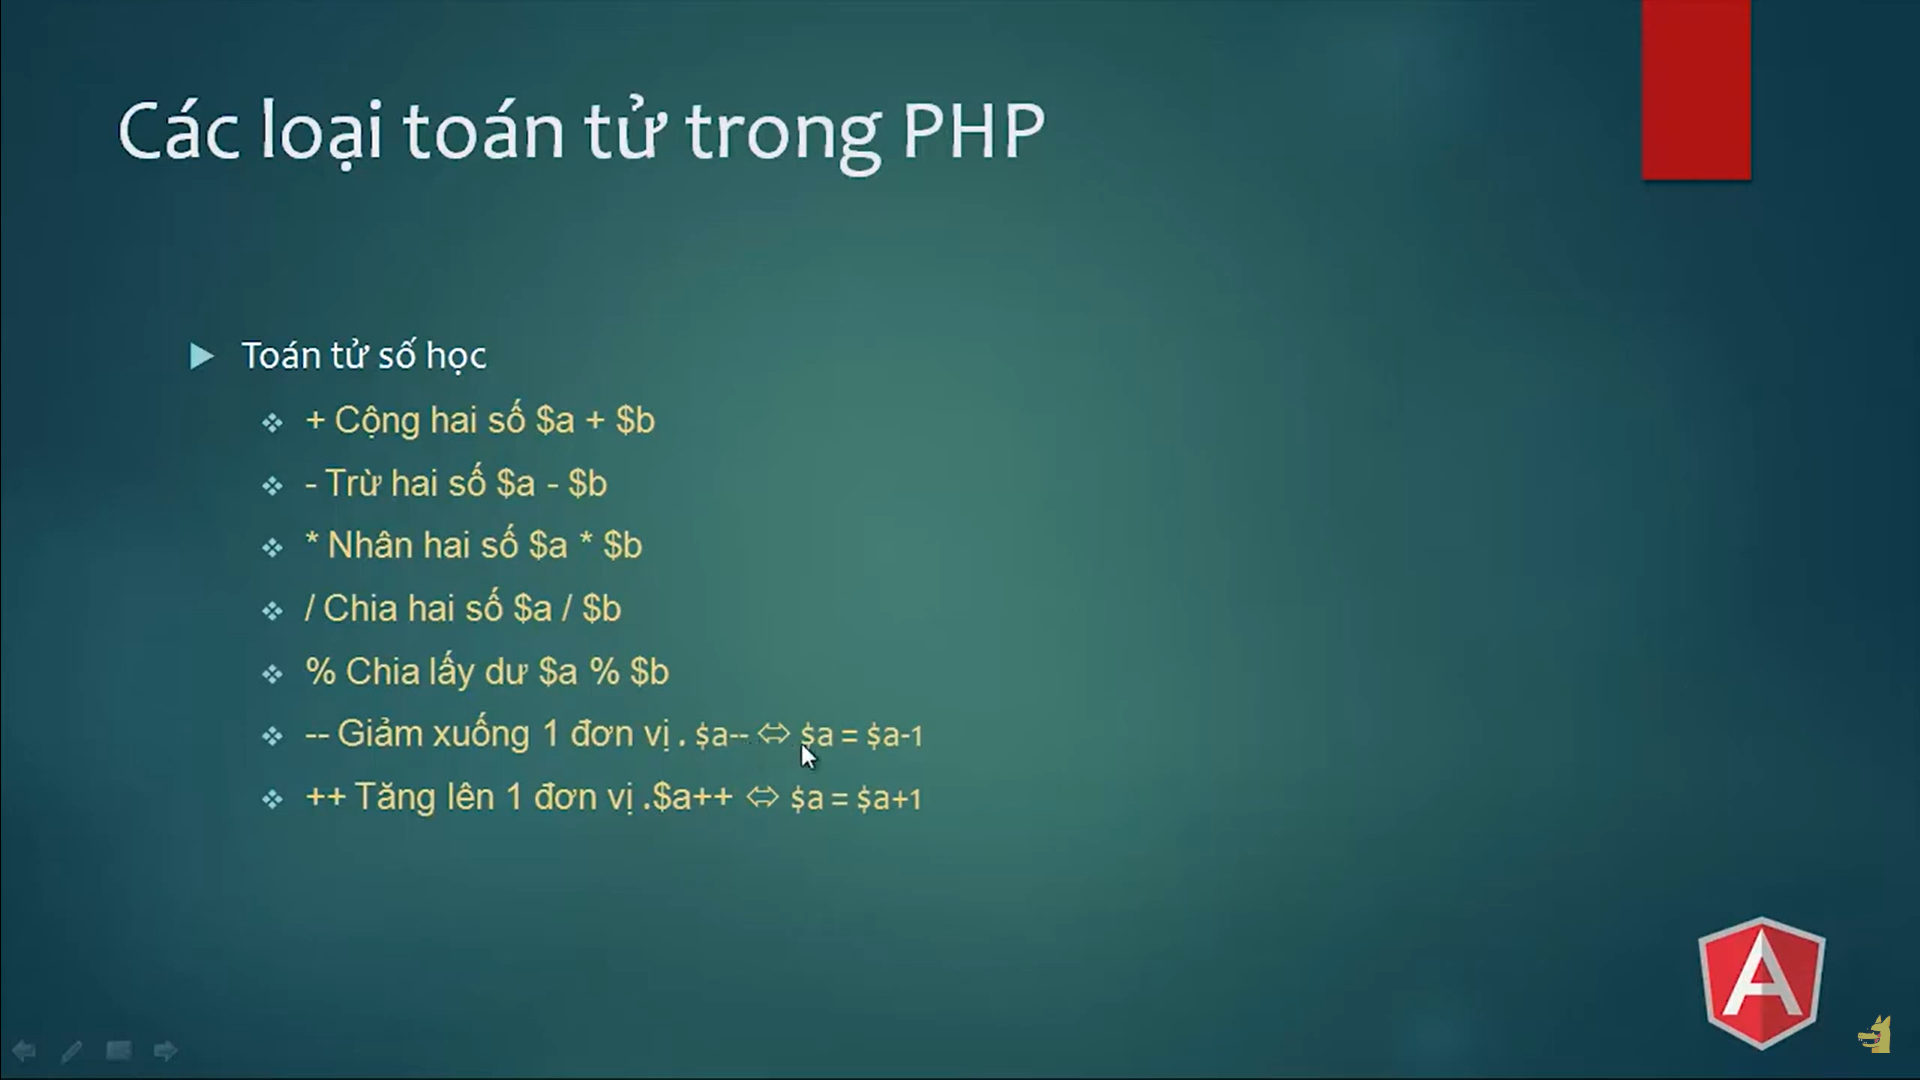 Các loại toán tử trong PHP
Toán tử số học
+ Cộng hai số $a + $b
- Trừ hai số $a - $b
* Nhân hai số $a * $b
/ Chia hai số $a / $b
% Chia lấy dư $a % $b
-- Giảm xuống 1 đơn vị . $a-- ⇔ $a = $a-1
++ Tăng lên 1 đơn vị .$a++ ⇔ $a = $a+1
A